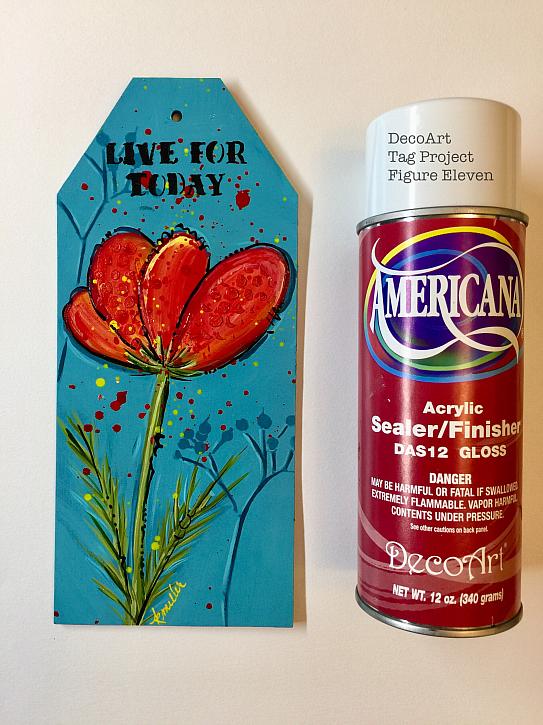 LIVE FOR
TODAY
kmiller
DecoArt
Tag Project
Figure Eleven
AMERICANA
Acrylic
Sealer/Finisher
DAS12 GLOSS
DANGER
MAY BE HARMFUL OR FATAL IF SWALLOWED.
EXTREMELY FLAMMABLE. VAPOR HARMFUL.
CONTENTS UNDER PRESSURE.
See other cautions on back panel.
DecoArt®
NET WT. 12 oz. (340 grams)